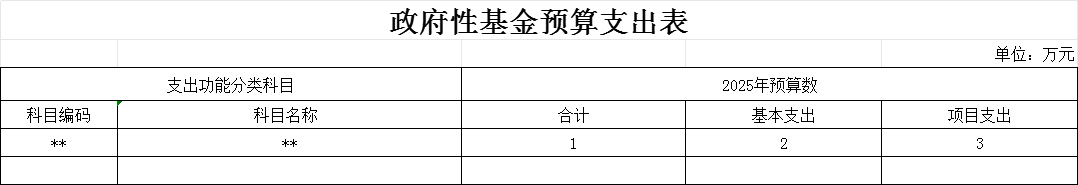 政府性基金预算支出表
单位：万元
支出功能分类科目 2025年预算数
科目编码 科目名称 合计 基本支出 项目支出
** ** 1 2 3